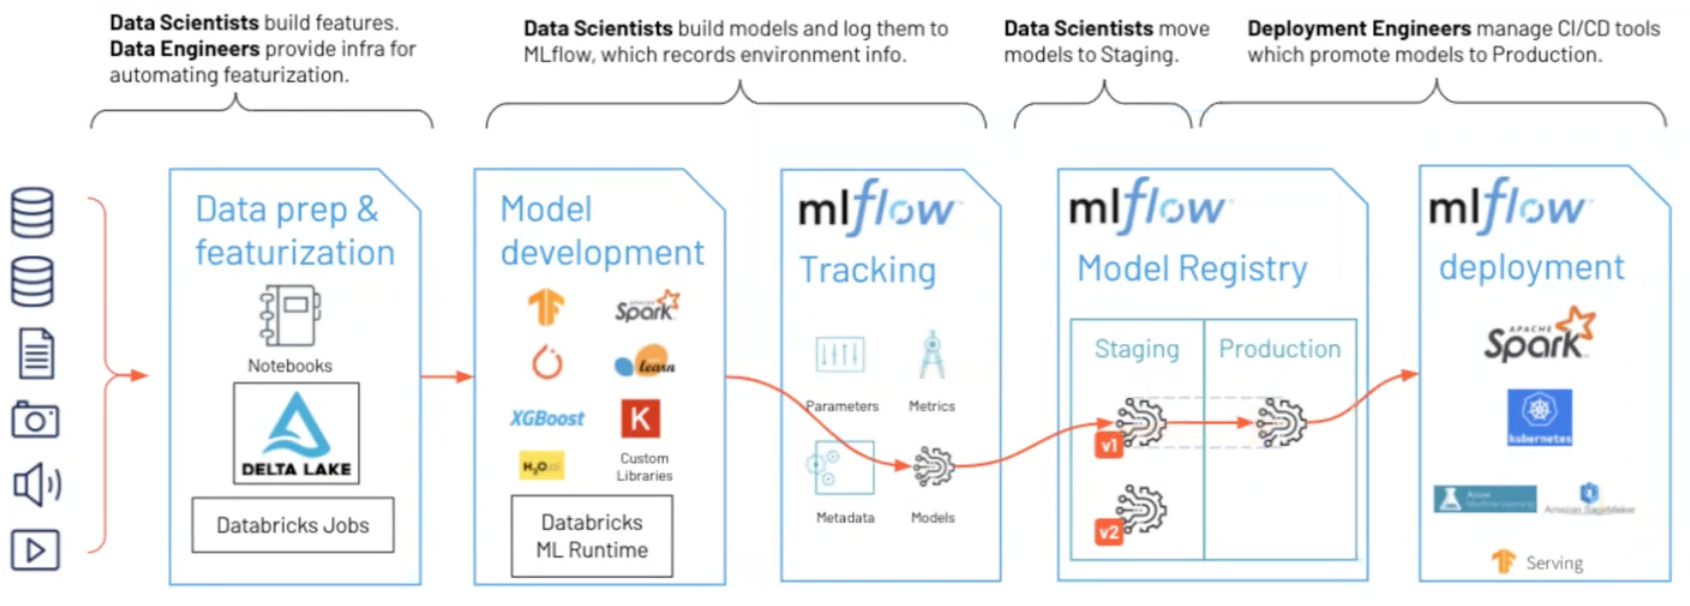 Data Scientists build features.
Data Engineers provide infra for
automating featurization.
Data Scientists build models and log them to
MLflow, which records environment info.
Data Scientists move
models to Staging.
Deployment Engineers manage CI/CD tools
which promote models to Production.
Data prep &
featurization
Notebooks
DELTA LAKE
Databricks Jobs
Model
development
APACHE
Spark
learn
XGBoost
K
H2O.ai
Custom
Libraries
Databricks
ML Runtime
mlflow
Tracking
Parameters
Metrics
Metadata
Models
mlflow
Model Registry
Staging
Production
v1
v2
mlflow
deployment
APACHE
Spark
kubernetes
Azure
Machine Learning
Amazon SageMaker
Serving